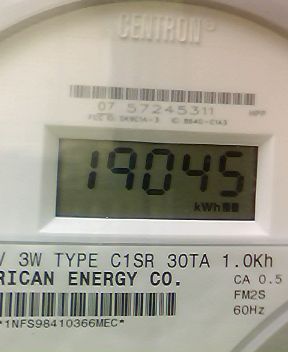 CENTRON®
07 57245311 HPP
19045
kWh
3W TYPE C1SR 30TA 1.0Kh
RICAN ENERGY CO. CA 0.5
FM2S
60Hz
*1NFS98410366MEC*